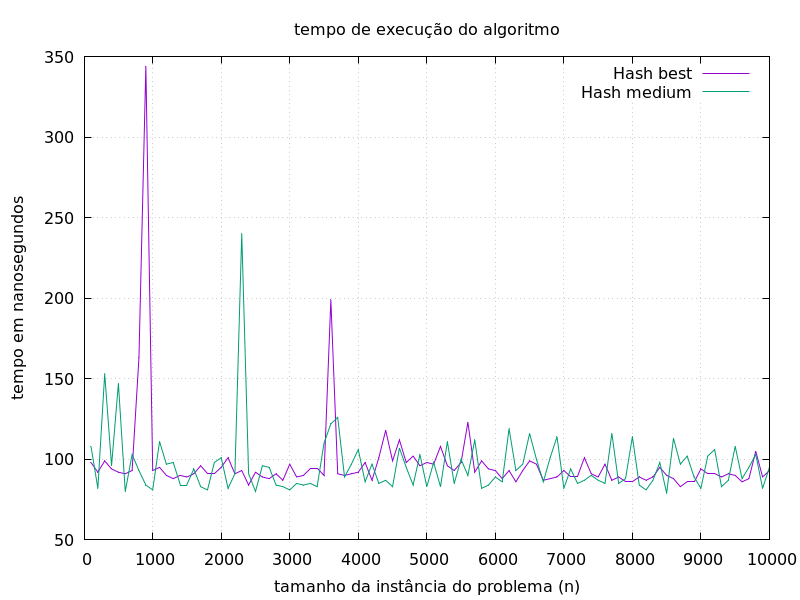 tempo de execução do algoritmo
Hash best
Hash medium
350
300
250
200
150
100
50
tempo em nanosegundos
0 1000 2000 3000 4000 5000 6000 7000 8000 9000 10000
tamanho da instância do problema (n)